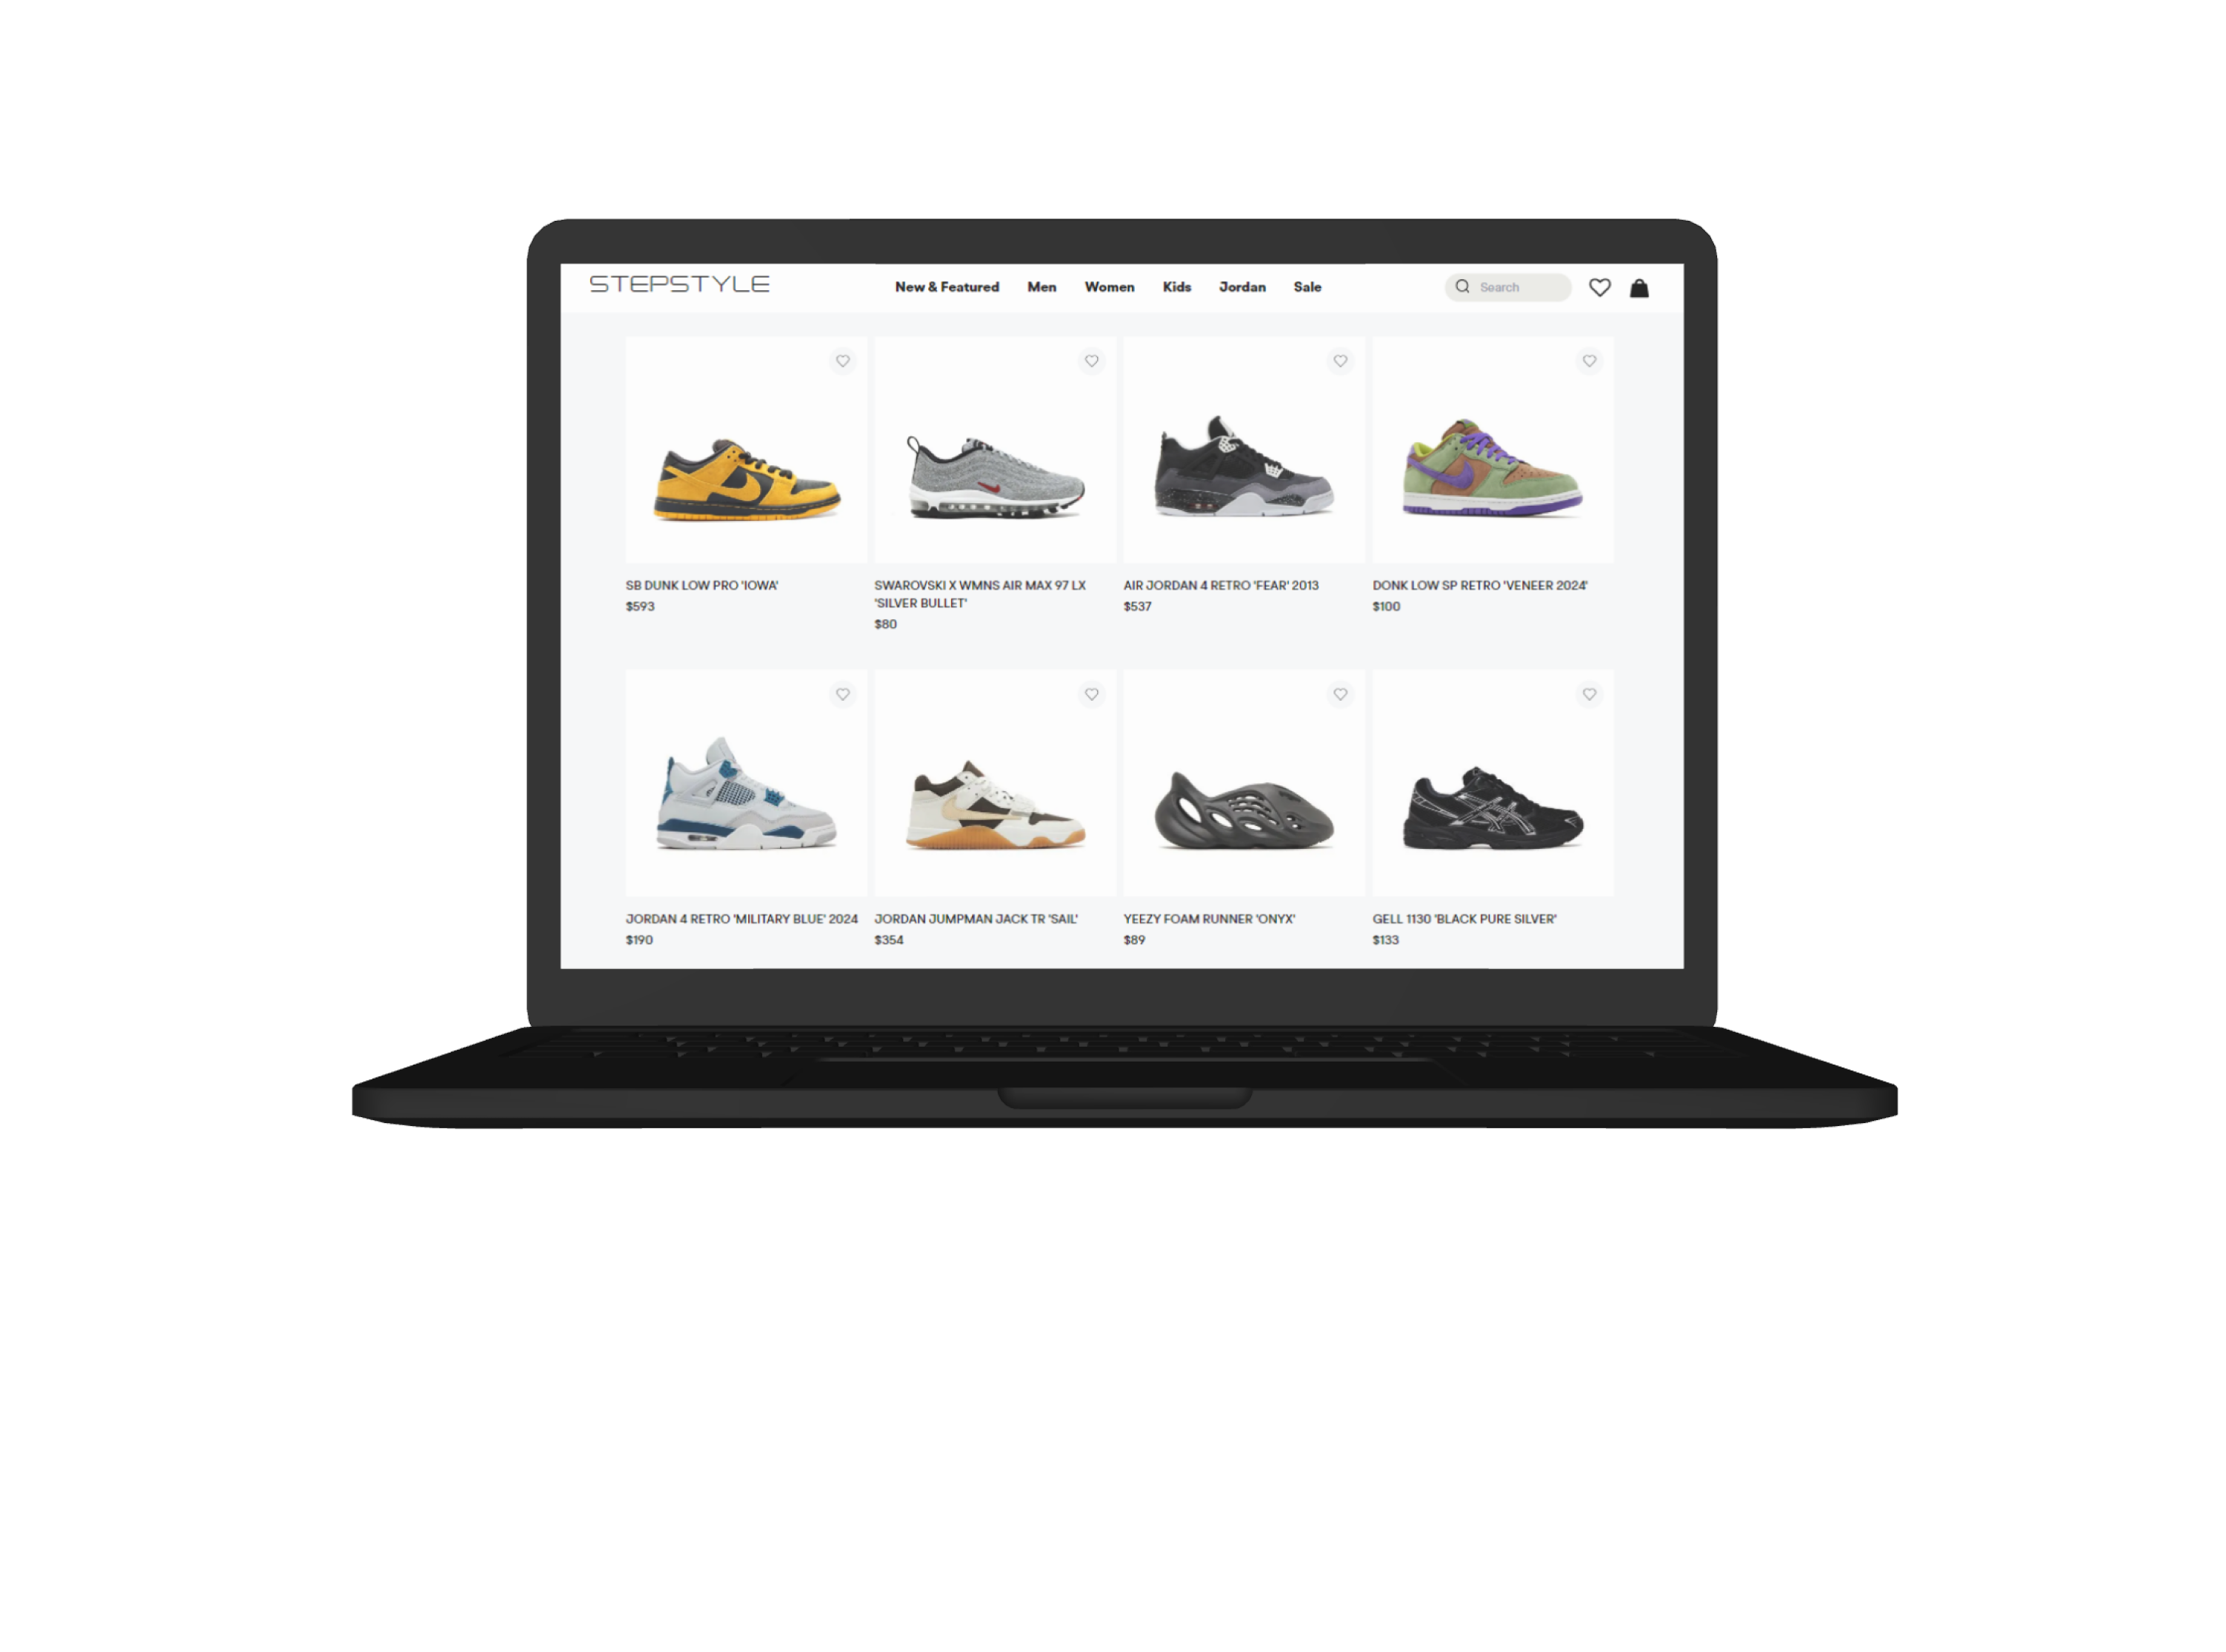 STEPSTYLE
New & Featured Men Women Kids Jordan Sale
Search
SB DUNK LOW PRO 'IOWA'
$593
SWAROVSKI X WMNS AIR MAX 97 LX
'SILVER BULLET'
$80
AIR JORDAN 4 RETRO 'FEAR' 2013
$537
DONK LOW SP RETRO 'VENEER 2024'
$100
JORDAN 4 RETRO 'MILITARY BLUE' 2024
$190
JORDAN JUMPMAN JACK TR 'SAIL'
$354
YEEZY FOAM RUNNER 'ONYX'
$89
GELL 1130 'BLACK PURE SILVER'
$133